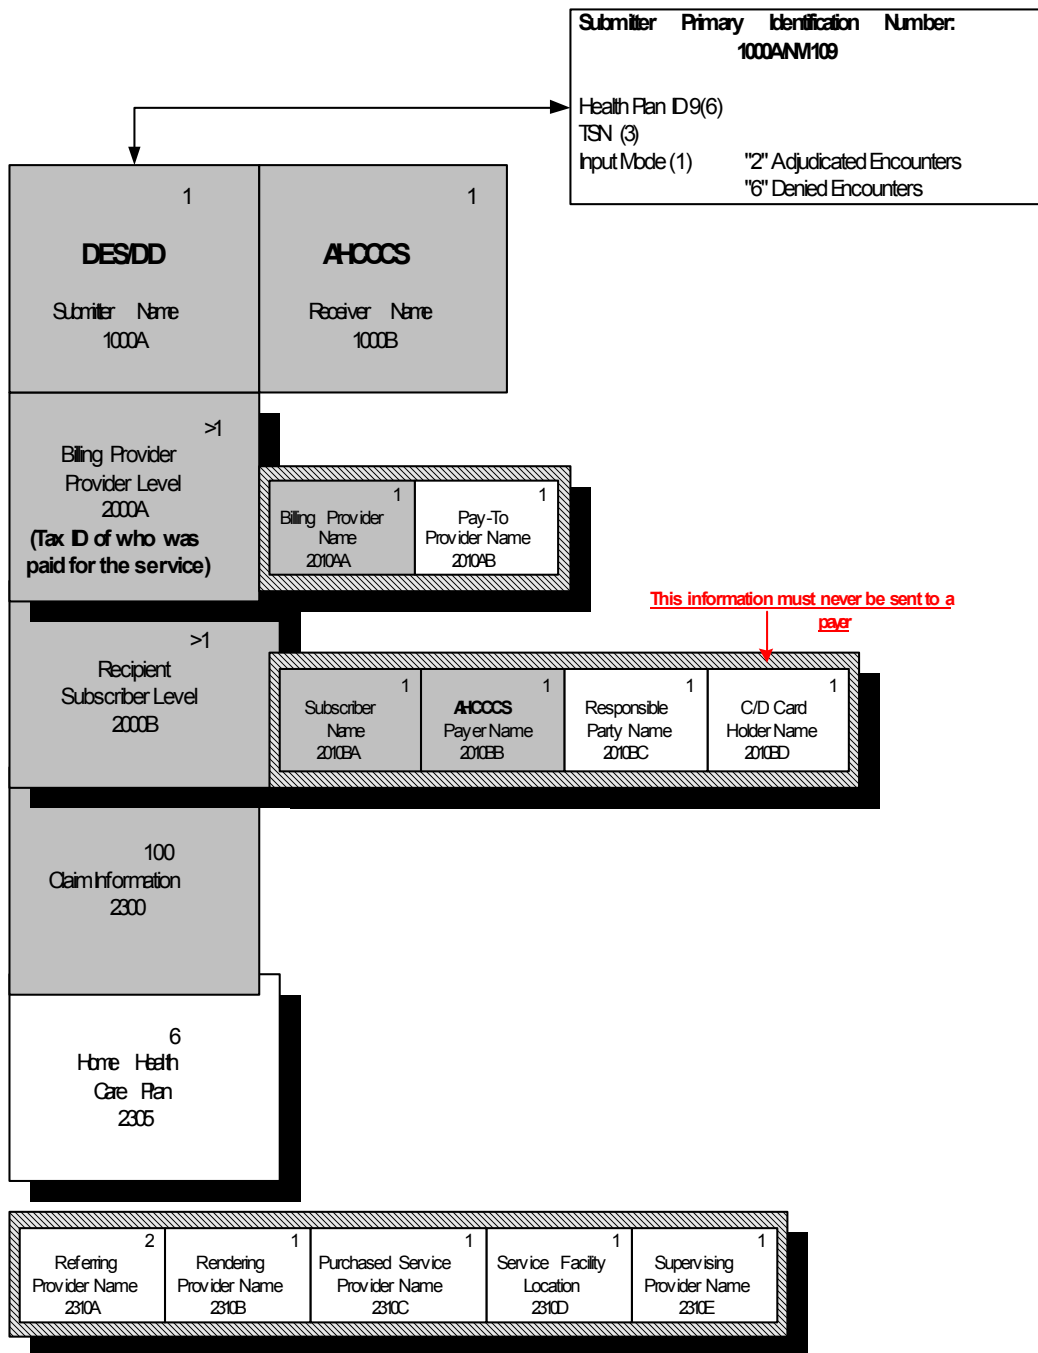 Submitter Primary Identification Number:
1000A/NM109
Health Plan ID 9(6)
TSN (3)
Input Mode (1) "2" Adjudicated Encounters
"6" Denied Encounters
1
DES/DD
Submitter Name
1000A
1
AHCCCS
Receiver Name
1000B
>1
Billing Provider
Provider Level
2000A
(Tax ID of who was
paid for the service)
1
Billing Provider
Name
2010AA
1
Pay-To
Provider Name
2010AB
This information must never be sent to a
payer
>1
Recipient
Subscriber Level
2000B
1
Subscriber
Name
2010BA
1
AHCCCS
Payer Name
2010BB
1
Responsible
Party Name
2010BC
1
C/D Card
Holder Name
2010BD
100
Claim Information
2300
6
Home Health
Care Plan
2305
2
Referring
Provider Name
2310A
1
Rendering
Provider Name
2310B
1
Purchased Service
Provider Name
2310C
1
Service Facility
Location
2310D
1
Supervising
Provider Name
2310E